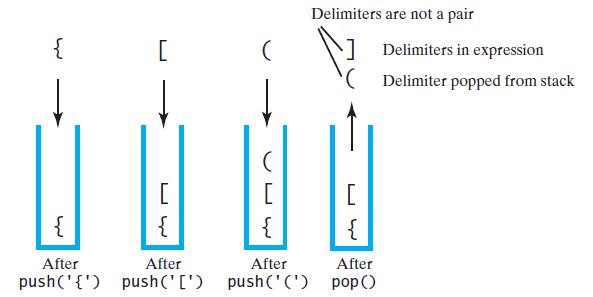 Delimiters are not a pair
{ [ ( ] Delimiters in expression
( Delimiter popped from stack
(
[ [ [
{ { { {
After After After After
push('{') push('[') push('(') pop()